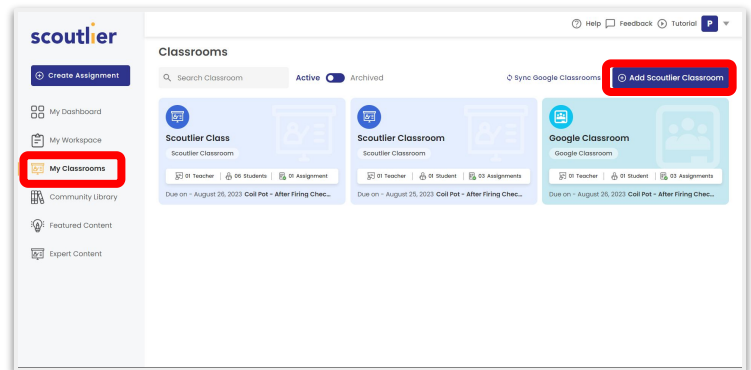 scoutlier
Help Feedback Tutorial P
Classrooms
Create Assignment
Search Classroom
Active Archived
Sync Google Classrooms
Add Scoutlier Classroom
My Dashboard
My Workspace
My Classrooms
Community Library
Featured Content
Expert Content
Scoutlier Class
Scoutlier Classroom
01 Teacher 06 Students 01 Assignment
Due on - August 26, 2023 Coil Pot - After Firing Chec...
Scoutlier Classroom
Scoutlier Classroom
01 Teacher 01 Student 03 Assignments
Due on - August 25, 2023 Coil Pot - After Firing Chec...
Google Classroom
Google Classroom
01 Teacher 01 Student 03 Assignments
Due on - August 26, 2023 Coil Pot - After Firing Chec...